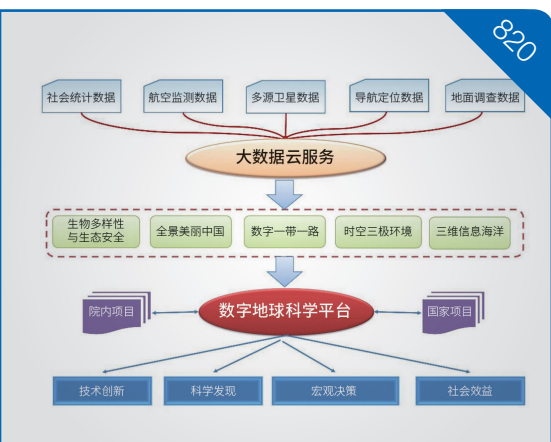 820
社会统计数据
航空监测数据
多源卫星数据
导航定位数据
地面调查数据
大数据云服务
生物多样性
与生态安全
全景美丽中国
数字一带一路
时空三极环境
三维信息海洋
院内项目
数字地球科学平台
国家项目
技术创新
科学发现
宏观决策
社会效益